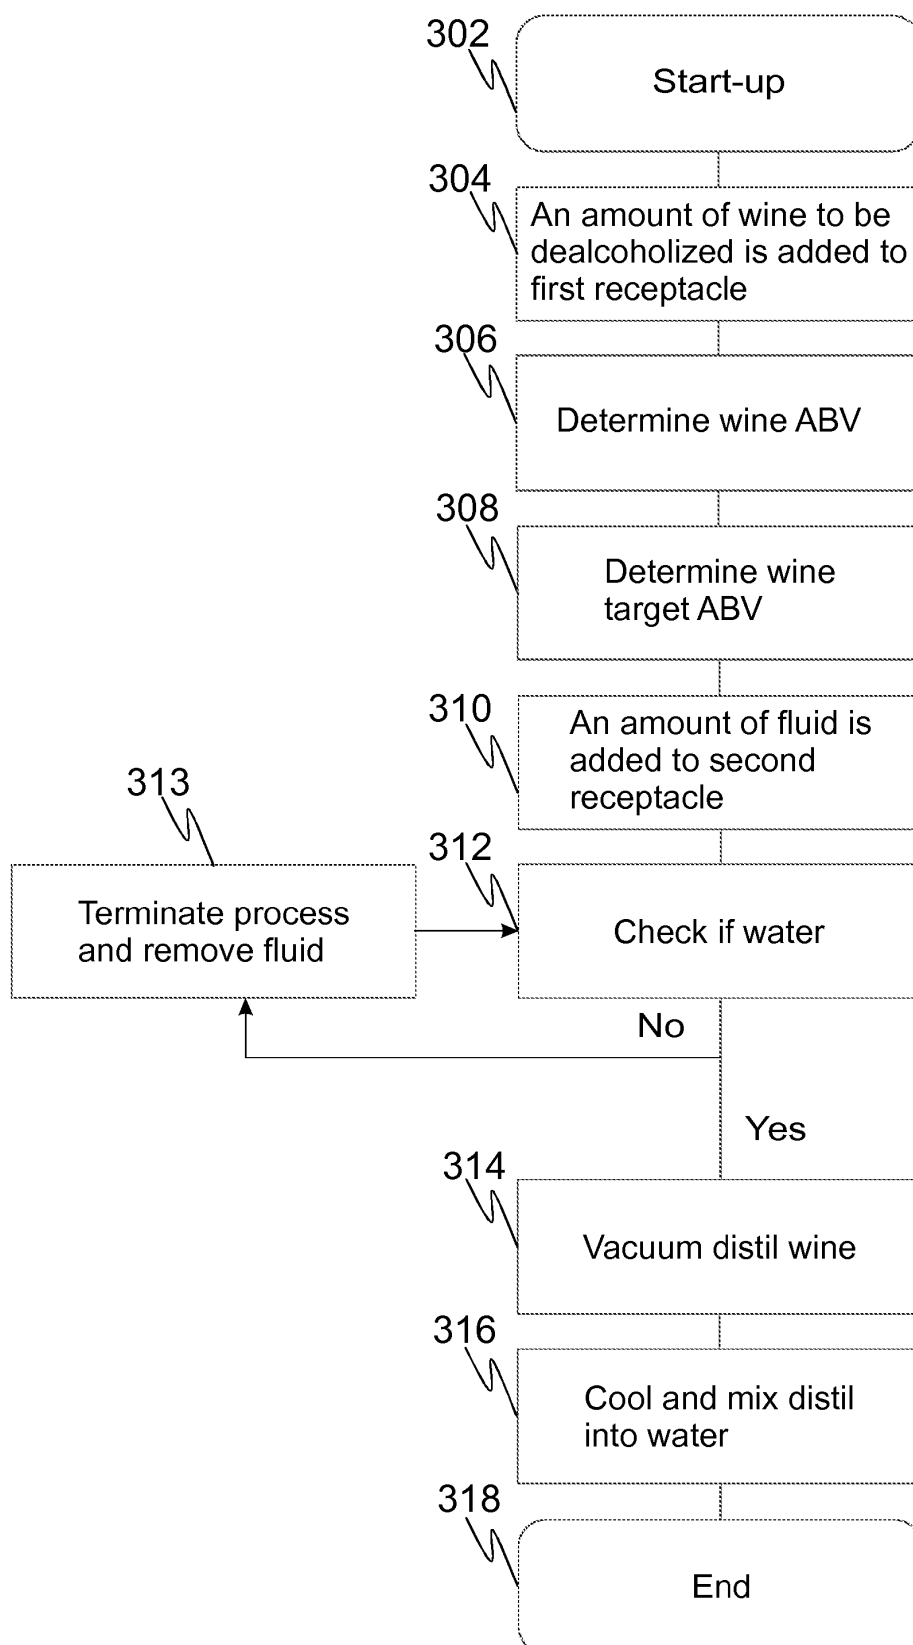 302
Start-up
304
An amount of wine to be
dealcoholized is added to
first receptacle
306
Determine wine ABV
308
Determine wine
target ABV
310
An amount of fluid is
added to second
receptacle
313
312
Terminate process
and remove fluid
Check if water
No
Yes
314
Vacuum distil wine
316
Cool and mix distil
into water
318
End